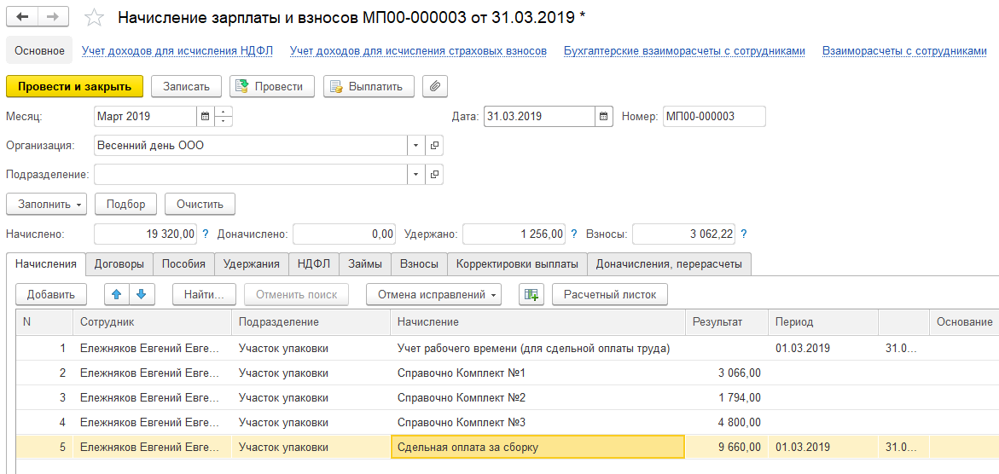 Начисление зарплаты и взносов МП00-000003 от 31.03.2019 *
Основное Учет доходов для исчисления НДФЛ Учет доходов для исчисления страховых взносов Бухгалтерские взаиморасчеты с сотрудниками Взаиморасчеты с сотрудниками
Провести и закрыть Записать Провести Выплатить
Месяц: Март 2019 Дата: 31.03.2019 Номер: МП00-000003
Организация: Весенний день ООО
Подразделение:
Заполнить Подбор Очистить
Начислено: 19 320,00 ? Доначислено: 0,00 Удержано: 1 256,00 ? Взносы: 3 062,22 ?
Начисления Договоры Пособия Удержания НДФЛ Займы Взносы Корректировки выплаты Доначисления, перерасчеты
Добавить Найти... Отменить поиск Отмена исправлений Расчетный листок
N Сотрудник Подразделение Начисление Результат Период Основание
1 Ележняков Евгений Евге... Участок упаковки Учет рабочего времени (для сдельной оплаты труда) 01.03.2019 31.0...
2 Ележняков Евгений Евге... Участок упаковки Справочно Комплект №1 3 066,00
3 Ележняков Евгений Евге... Участок упаковки Справочно Комплект №2 1 794,00
4 Ележняков Евгений Евге... Участок упаковки Справочно Комплект №3 4 800,00
5 Ележняков Евгений Евге... Участок упаковки Сдельная оплата за сборку 9 660,00 01.03.2019 31.0...